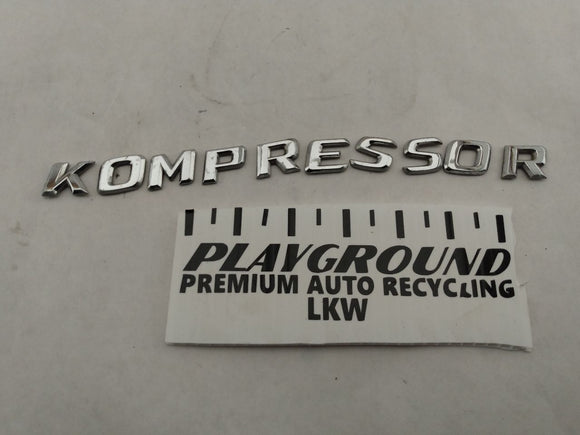 KOMPRESSOR
PLAYGROUND
PREMIUM AUTO RECYCLING
LKW